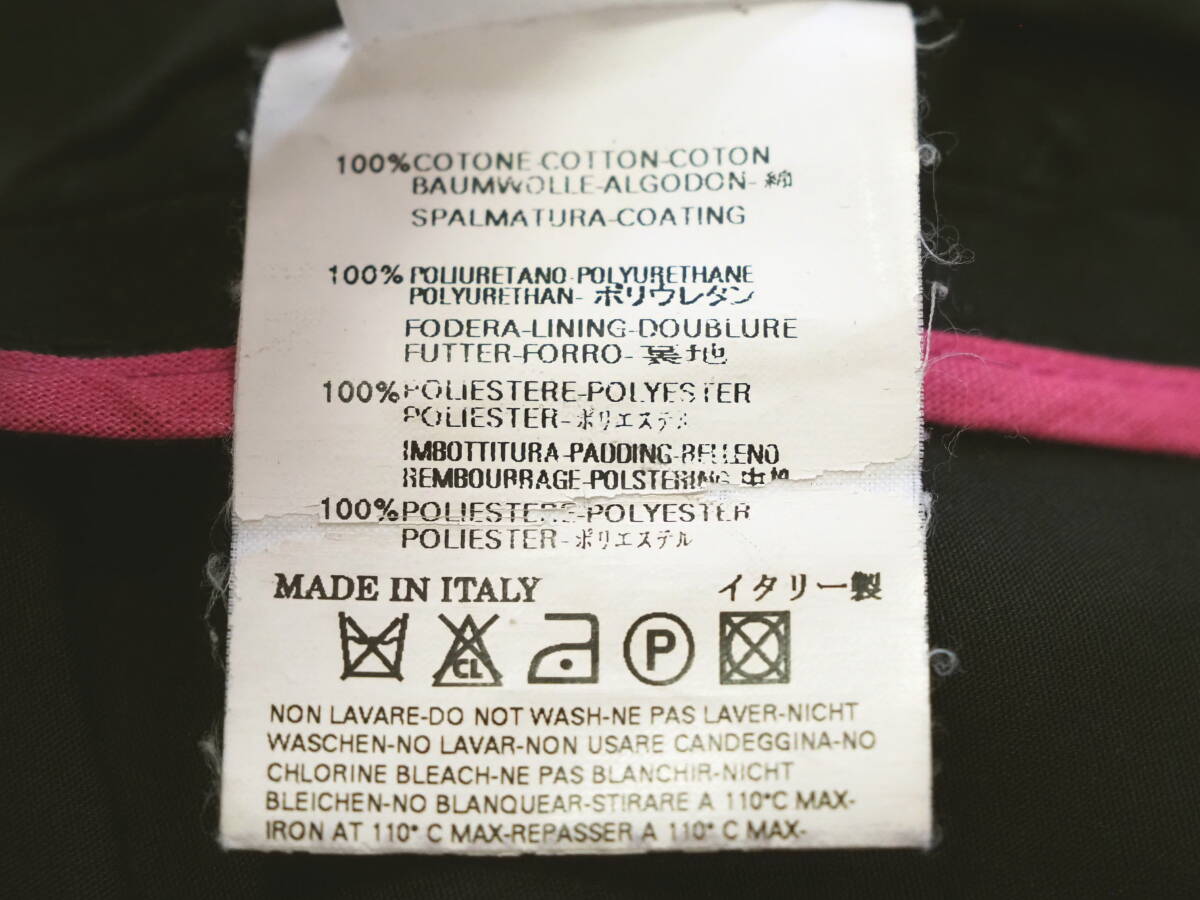 100% COTONE-COTTON-COTON
BAUMWOLLE-ALGODON-綿
SPALMATURA-COATING
100% POLIURETANO-POLYURETHANE
POLYURETHAN-ポリウレタン
FODERA-LINING-DOUBLURE
FUTTER-FORRO-裏地
100% POLIESTERE-POLYESTER
POLIESTER-ポリエステル
IMBOTTITURA-PADDING-RELLENO
REMBOURRAGE-POLSTERING-中地
100% POLIESTERE-POLYESTER
POLIESTER-ポリエステル
MADE IN ITALY イタリー製
CL P
NON LAVARE-DO NOT WASH-NE PAS LAVER-NICHT
WASCHEN-NO LAVAR-NON USARE CANDEGGINA-NO
CHLORINE BLEACH-NE PAS BLANCHIR-NICHT
BLEICHEN-NO BLANQUEAR-STIRARE A 110°C MAX-
IRON AT 110° C MAX-REPASSER A 110° C MAX-